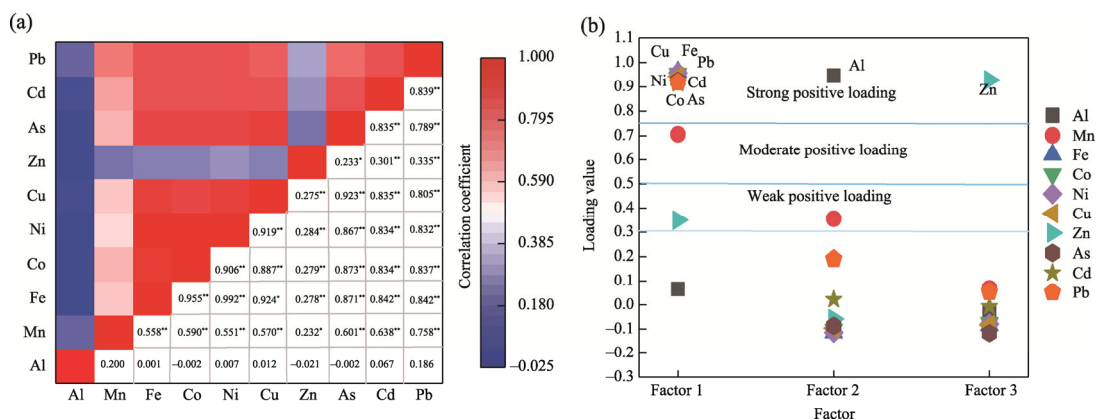 (a)
Pb
Cd 0.839**
As 0.835** 0.789**
Zn 0.233* 0.301** 0.335**
Cu 0.275** 0.923** 0.835** 0.805**
Ni 0.919** 0.284** 0.867** 0.834** 0.832**
Co 0.906** 0.887** 0.279** 0.873** 0.834** 0.837**
Fe 0.955** 0.992** 0.924* 0.278** 0.871** 0.842** 0.842**
Mn 0.558** 0.590** 0.551** 0.570** 0.232* 0.601** 0.638** 0.758**
Al 0.200 0.001 −0.002 0.007 0.012 −0.021 −0.002 0.067 0.186
Al Mn Fe Co Ni Cu Zn As Cd Pb
1.000
0.795
0.590
0.385
0.180
−0.025
Correlation coefficient
(b)
1.1
1.0
0.9
0.8
0.7
0.6
0.5
0.4
0.3
0.2
0.1
0.0
−0.1
−0.2
−0.3
Loading value
Cu Fe
Pb
Ni Cd
Co As
Al
Zn
Strong positive loading
Moderate positive loading
Weak positive loading
Factor 1 Factor 2 Factor 3
Factor
Al
Mn
Fe
Co
Ni
Cu
Zn
As
Cd
Pb